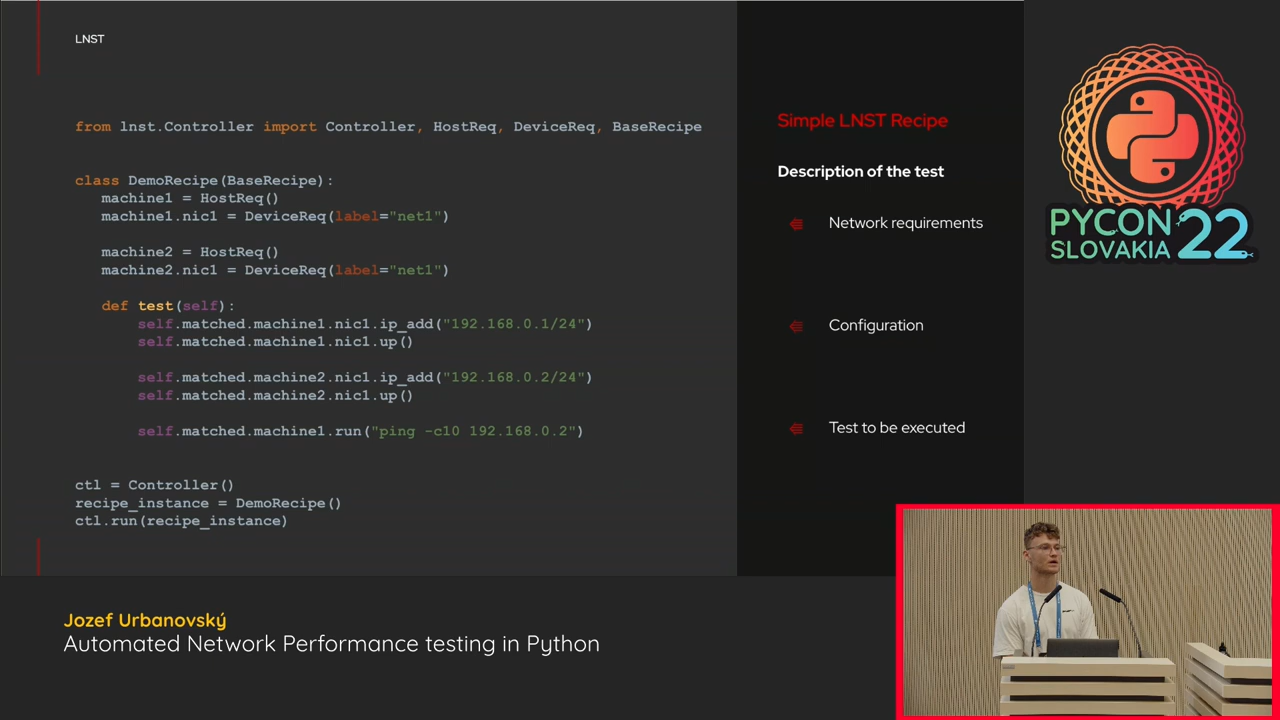 LNST
from lnst.Controller import Controller, HostReq, DeviceReq, BaseRecipe
class DemoRecipe(BaseRecipe):
machine1 = HostReq()
machine1.nic1 = DeviceReq(label="net1")
machine2 = HostReq()
machine2.nic1 = DeviceReq(label="net1")
def test(self):
self.matched.machine1.nic1.ip_add("192.168.0.1/24")
self.matched.machine1.nic1.up()
self.matched.machine2.nic1.ip_add("192.168.0.2/24")
self.matched.machine2.nic1.up()
self.matched.machine1.run("ping -c10 192.168.0.2")
ctl = Controller()
recipe_instance = DemoRecipe()
ctl.run(recipe_instance)
Simple LNST Recipe
Description of the test
Network requirements
Configuration
Test to be executed
PYCON 22
SLOVAKIA
Jozef Urbanovský
Automated Network Performance testing in Python